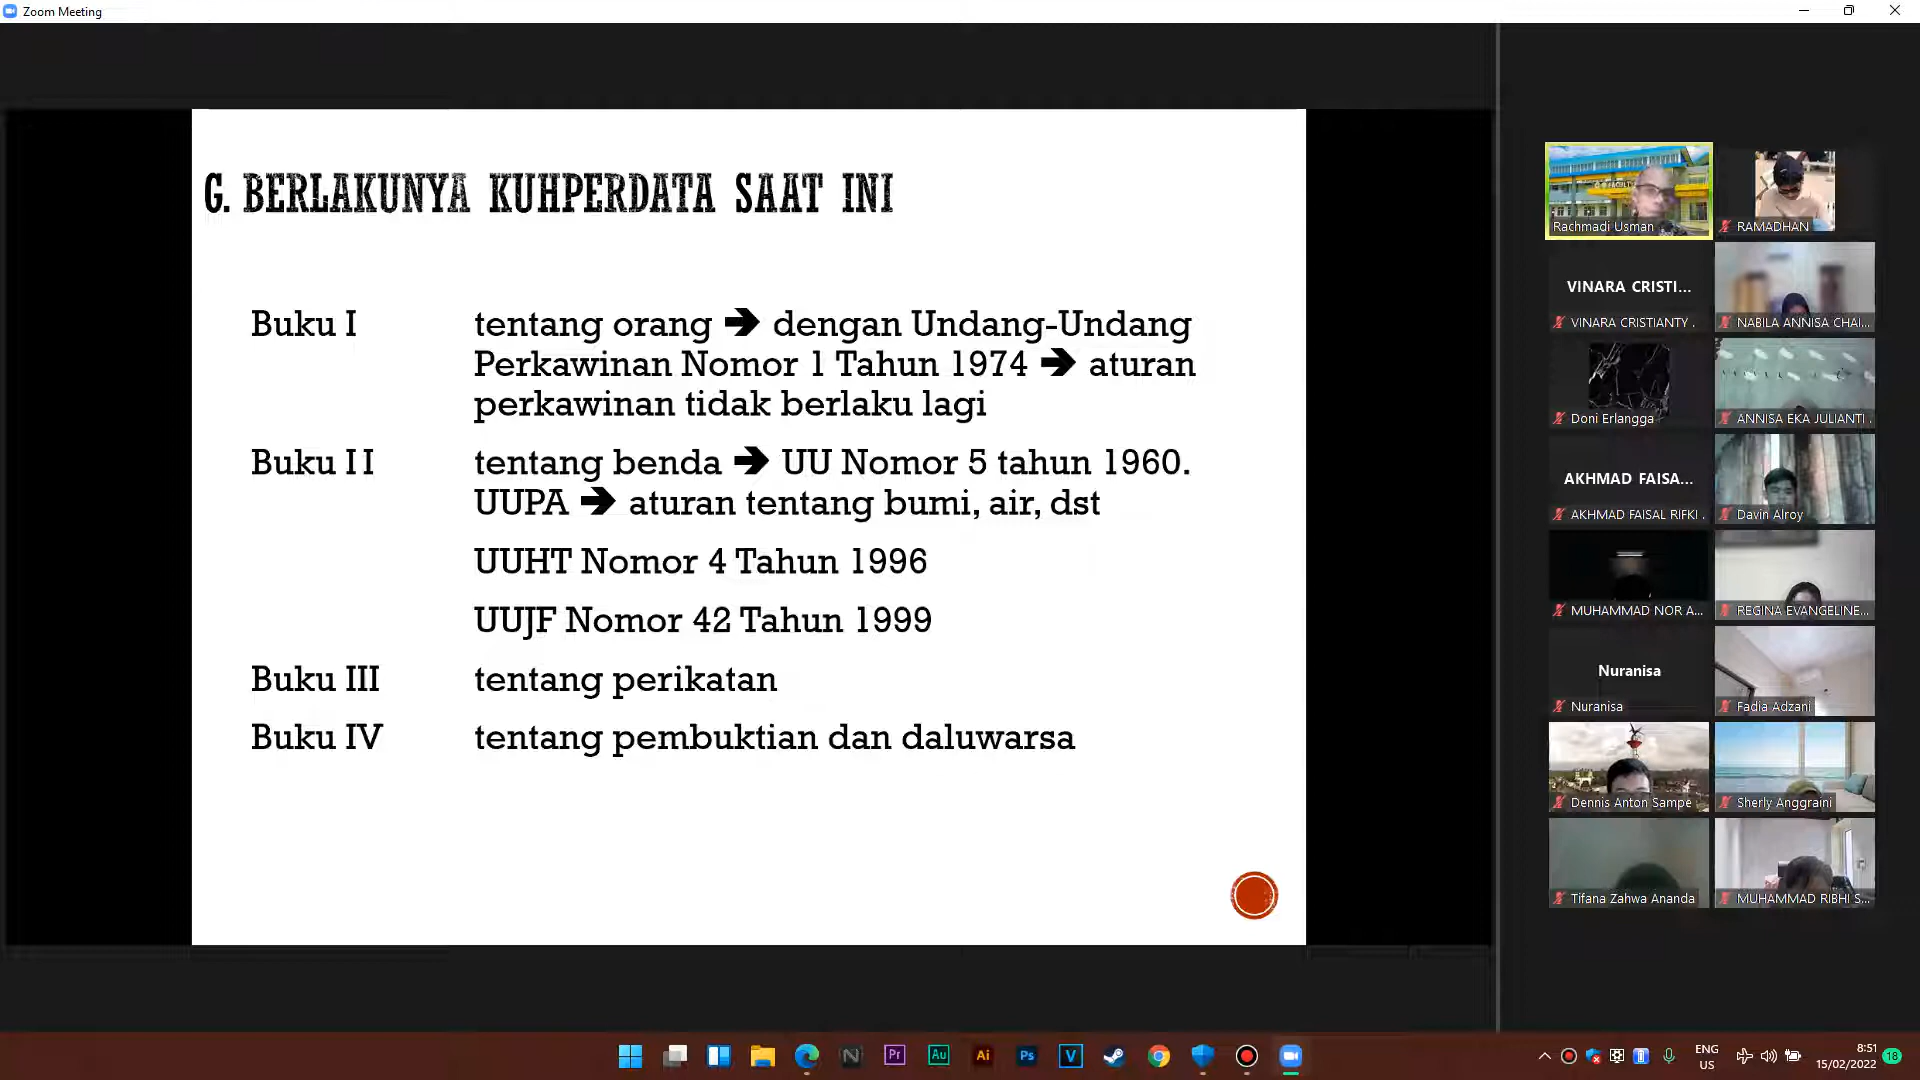 Zoom Meeting
G. BERLAKUNYA KUHPERDATA SAAT INI
Buku I tentang orang → dengan Undang-Undang
Perkawinan Nomor 1 Tahun 1974 → aturan
perkawinan tidak berlaku lagi
Buku II tentang benda → UU Nomor 5 tahun 1960.
UUPA → aturan tentang bumi, air, dst
UUHT Nomor 4 Tahun 1996
UUJF Nomor 42 Tahun 1999
Buku III tentang perikatan
Buku IV tentang pembuktian dan daluwarsa
Rachmadi Usman
RAMADHAN
VINARA CRISTI...
VINARA CRISTIANTY .
NABILA ANNISA CHAI...
Doni Erlangga
ANNISA EKA JULIANTI .
AKHMAD FAISA...
AKHMAD FAISAL RIFKI .
Davin Alroy
MUHAMMAD NOR A...
REGINA EVANGELINE...
Nuranisa
Nuranisa
Fadia Adzani
Dennis Anton Sampe
Sherly Anggraini
Tifana Zahwa Ananda
MUHAMMAD RIBHI S...
N
Pr
Au
Ai
Ps
V
ENG
US
8:51
15/02/2022
18